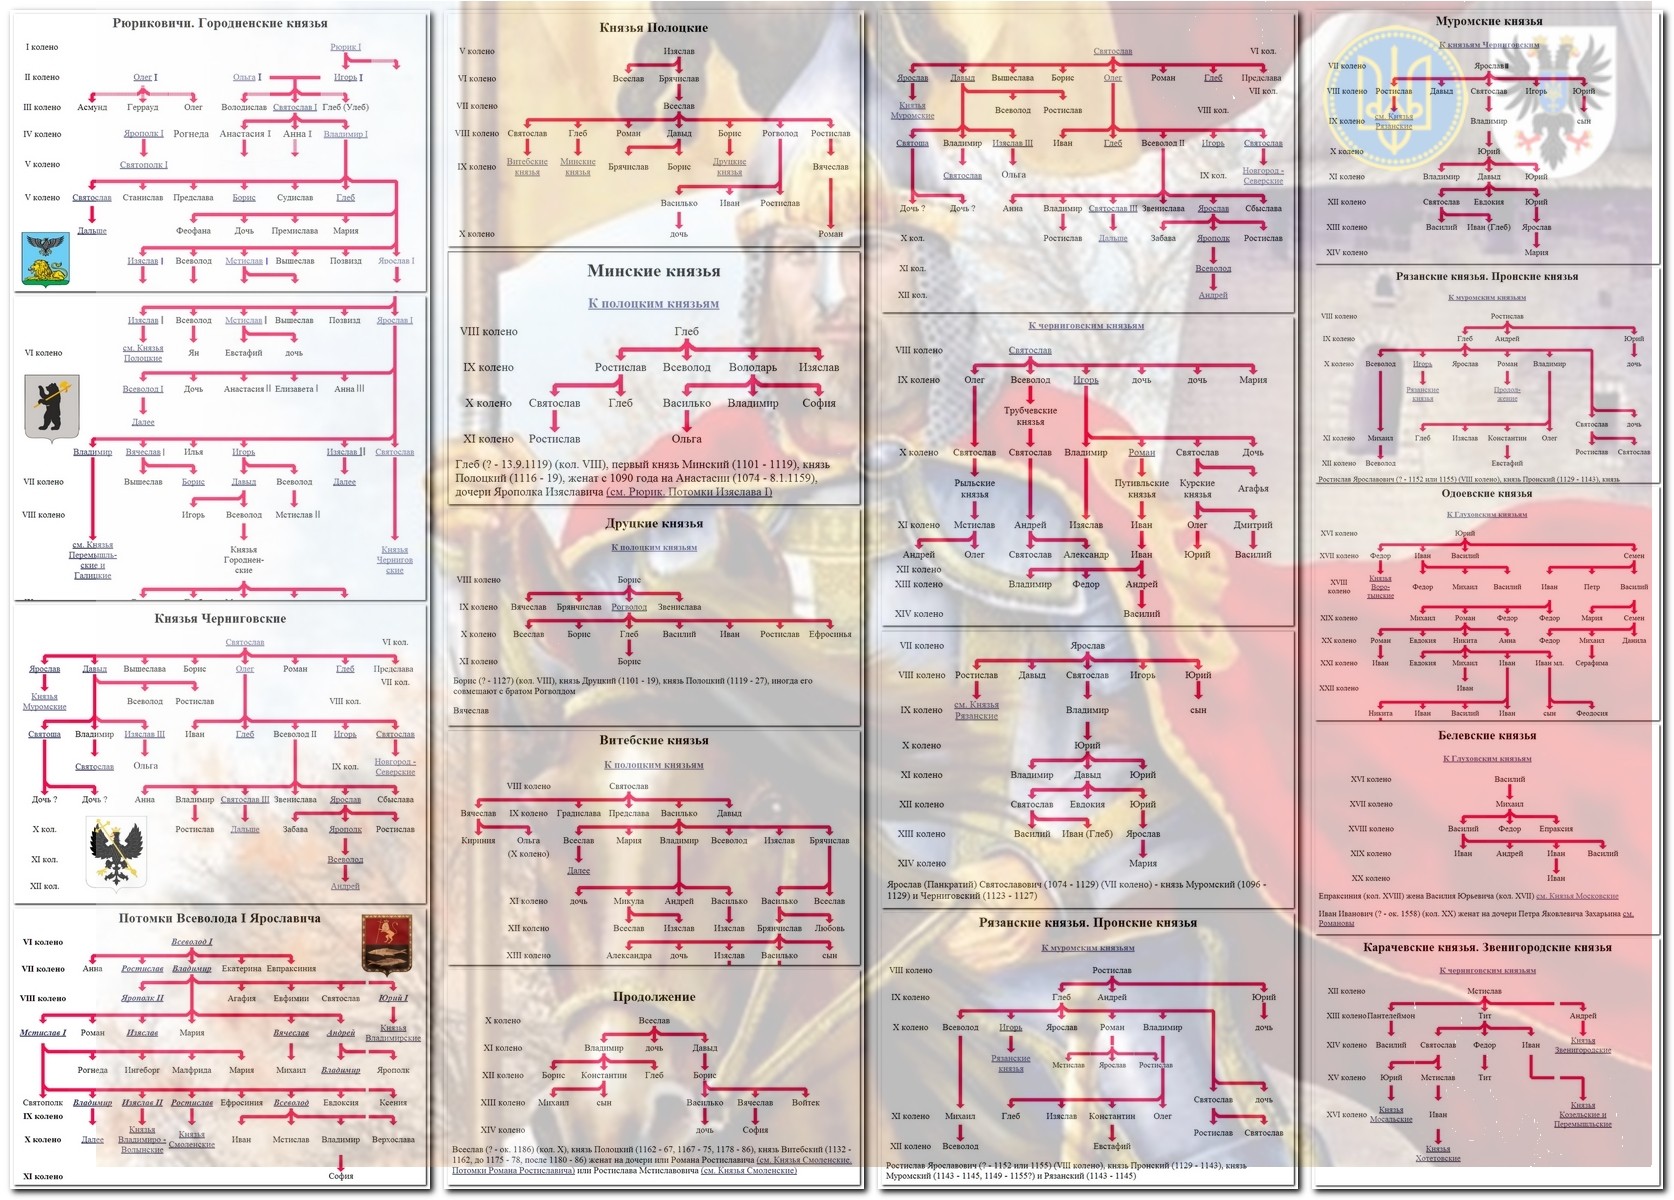 Рюриковичи. Городненские князья
I колено Рюрик I
II колено Олег I Ольга I Игорь I
III колено Асмунд Геррауд Олег Володислав Святослав I Глеб (Улеб)
IV колено Ярополк I Рогнеда Анастасия I Анна I Владимир I
V колено Святополк I
V колено Святослав Станислав Предслава Борис Судислав Глеб
Дальше Феофана Дочь Премислава Мария
Изяслав I Всеволод Мстислав I Вышеслав Позвизд Ярослав I
Изяслав I Всеволод Мстислав I Вышеслав Позвизд Ярослав I
VI колено см. Князья Полоцкие Ян Евстафий дочь
Всеволод I Дочь Анастасия II Елизавета I Анна III
Далее
Владимир Вячеслав I Илья Игорь Изяслав II Святослав
VII колено Вышеслав Борис Давыд Всеволод Далее
VIII колено Игорь Всеволод Мстислав II
см. Князья Перемышль-ские и Галицкие Князья Городнен-ские Князья Чернигов ские
Князья Черниговские
Святослав VI кол.
Ярослав Давыд Вышеслава Борис Олег Роман Глеб Предслава
VII кол.
Князья Муромские Всеволод Ростислав VIII кол.
Святоша Владимир Изяслав III Иван Глеб Всеволод II Игорь Святослав
Святослав Ольга IX кол. Новгород - Северские
Дочь ? Дочь ? Анна Владимир Святослав III Звенислава Ярослав Сбыслава
X кол. Ростислав Дальше Забава Ярополк Ростислав
XI кол. Всеволод
XII кол. Андрей
Потомки Всеволода I Ярославича
VI колено Всеволод I
VII колено Анна Ростислав Владимир Екатерина Евпраксиния
VIII колено Ярополк II Агафия Евфимии Святослав Юрий I
Мстислав I Роман Изяслав Мария Вячеслав Андрей Князья Владимирские
Рогнеда Ингеборг Малфрида Мария Михаил Владимир Ярополк
Святополк Владимир Изяслав II Ростислав Ефросиния Всеволод Евдоксия Ксения
IX колено
X колено Далее Князья Владимиро - Волынские Князья Смоленские Иван Мстислав Владимир Верхослава
XI колено София
Князья Полоцкие
V колено Изяслав
VI колено Всеслав Брячислав
VII колено Всеслав
VIII колено Святослав Глеб Роман Давыд Борис Рогволод Ростислав
IX колено Витебские князья Минские князья Брячислав Борис Друцкие князья Вячеслав
Василько Иван Ростислав
X колено дочь Роман
Минские князья
К полоцким князьям
VIII колено Глеб
IX колено Ростислав Всеволод Володарь Изяслав
X колено Святослав Глеб Василько Владимир София
XI колено Ростислав Ольга
Глеб (? - 13.9.1119) (кол. VIII), первый князь Минский (1101 - 1119), князь
Полоцкий (1116 - 19), женат с 1090 года на Анастасии (1074 - 8.1.1159),
дочери Ярополка Изяславича (см. Рюрик. Потомки Изяслава I)
Друцкие князья
К полоцким князьям
VIII колено Борис
IX колено Вячеслав Брянчислав Рогволод Звенислава
X колено Всеслав Борис Глеб Василий Иван Ростислав Ефросинья
XI колено Борис
Борис (? - 1127) (кол. VIII), князь Друцкий (1101 - 19), князь Полоцкий (1119 - 27), иногда его
совмещают с братом Рогволдом
Вячеслав
Витебские князья
К полоцким князьям
VIII колено Святослав
Вячеслав IX колено Градислава Предслава Василько Давыд
Кириния Ольга Всеслав Мария Владимир Всеволод Изяслав Брячислав
(X колено)
Далее
XI колено дочь Микула Андрей Василько Василько Всеслав
XII колено Всеслав Изяслав Изяслав Брянчислав Любовь
XIII колено Александра дочь Изяслав Василько сын
Продолжение
X колено Всеслав
XI колено Владимир дочь Давыд
XII колено Борис Константин Глеб Борис
XIII колено Михаил сын Василько Вячеслав Войтек
XIV колено дочь София
Всеслав (? - ок. 1186) (кол. X), князь Полоцкий (1162 - 67, 1167 - 75, 1178 - 86), князь Витебский (1132 -
1162, до 1175 - 78, после 1180 - 86) женат на дочери или Романа Ростиславича (см. Князья Смоленские.
Потомки Романа Ростиславича) или Ростислава Мстиславовича (см. Князья Смоленские)
Святослав VI кол.
Ярослав Давыд Вышеслава Борис Олег Роман Глеб Предслава
VII кол.
Князья Муромские Всеволод Ростислав VIII кол.
Святоша Владимир Изяслав III Иван Глеб Всеволод II Игорь Святослав
Святослав Ольга IX кол. Новгород - Северские
Дочь ? Дочь ? Анна Владимир Святослав III Звенислава Ярослав Сбыслава
X кол. Ростислав Дальше Забава Ярополк Ростислав
XI кол. Всеволод
XII кол. Андрей
К черниговским князьям
VIII колено Святослав
IX колено Олег Всеволод Игорь дочь дочь Мария
Трубчевские князья
X колено Святослав Святослав Владимир Роман Святослав Дочь
Рыльские князья Путивльские князья Курские князья Агафья
XI колено Мстислав Андрей Изяслав Иван Олег Дмитрий
Андрей Олег Святослав Александр Иван Юрий Василий
XII колено
XIII колено Владимир Федор Андрей
XIV колено Василий
VII колено Ярослав
VIII колено Ростислав Давыд Святослав Игорь Юрий
IX колено см. Князья Рязанские Владимир сын
X колено Юрий
XI колено Владимир Давыд Юрий
XII колено Святослав Евдокия Юрий
XIII колено Василий Иван (Глеб) Ярослав
XIV колено Мария
Ярослав (Панкратий) Святославович (1074 - 1129) (VII колено) - князь Муромский (1096 -
1129) и Черниговский (1123 - 1127)
Рязанские князья. Пронские князья
К муромским князьям
VIII колено Ростислав
IX колено Глеб Андрей Юрий
X колено Всеволод Игорь Ярослав Роман Владимир дочь
Рязанские князья Мстислав Ярослав Ростислав
Святослав дочь
XI колено Михаил Глеб Изяслав Константин Олег
Ростислав Святослав
XII колено Всеволод Евстафий
Ростислав Ярославович (? - 1152 или 1155) (VIII колено), князь Пронский (1129 - 1143), князь
Муромский (1143 - 1145, 1149 - 1155?) и Рязанский (1143 - 1145)
Муромские князья
К князьям Черниговским
VII колено Ярослав
VIII колено Ростислав Давыд Святослав Игорь Юрий
IX колено см. Князья Рязанские Владимир сын
X колено Юрий
XI колено Владимир Давыд Юрий
XII колено Святослав Евдокия Юрий
XIII колено Василий Иван (Глеб) Ярослав
XIV колено Мария
Рязанские князья. Пронские князья
К муромским князьям
VIII колено Ростислав
IX колено Глеб Андрей Юрий
X колено Всеволод Игорь Ярослав Роман Владимир дочь
Рязанские князья Продол-жение
Святослав дочь
XI колено Михаил Глеб Изяслав Константин Олег
Ростислав Святослав
XII колено Всеволод Евстафий
Ростислав Ярославович (? - 1152 или 1155) (VIII колено), князь Пронский (1129 - 1143), князь
Одоевские князья
К Глуховским князьям
XVI колено Юрий
XVII колено Федор Иван Василий Семен
XVIII колено Князья Воро-тынские Федор Михаил Василий Иван Петр Василий
XIX колено Михаил Роман Федор Федор Мария Семен
XX колено Роман Евдокия Никита Анна Федор Михаил Данила
XXI колено Иван Евдокия Михаил Иван Иван мл. Серафима
XXII колено Иван
Никита Иван Василий Иван сын Феодосия
Белевские князья
К Глуховским князьям
XVI колено Василий
XVII колено Михаил
XVIII колено Василий Федор Епраксия
XIX колено Иван Андрей Иван Василий
XX колено Иван
Епраксиния (кол. XVIII) жена Василия Юрьевича (кол. XVII) см. Князья Московские
Иван Иванович (? - ок. 1558) (кол. XX) женат на дочери Петра Яковлевича Захарьина см.
Романовы
Карачевские князья. Звенигородские князья
К черниговским князьям
XII колено Мстислав
XIII колено Пантелеймон Тит Андрей
XIV колено Василий Святослав Федор Иван Князья Звенигородские
XV колено Юрий Мстислав Тит
XVI колено Князья Мосальские Иван Князья Козельские и Перемышльские
Князья Хотетовские